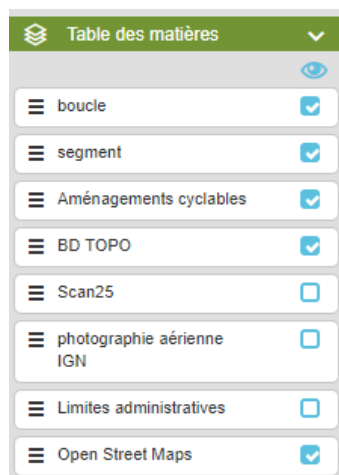 Table des matières
boucle
segment
Aménagements cyclables
BD TOPO
Scan25
photographie aérienne
IGN
Limites administratives
Open Street Maps